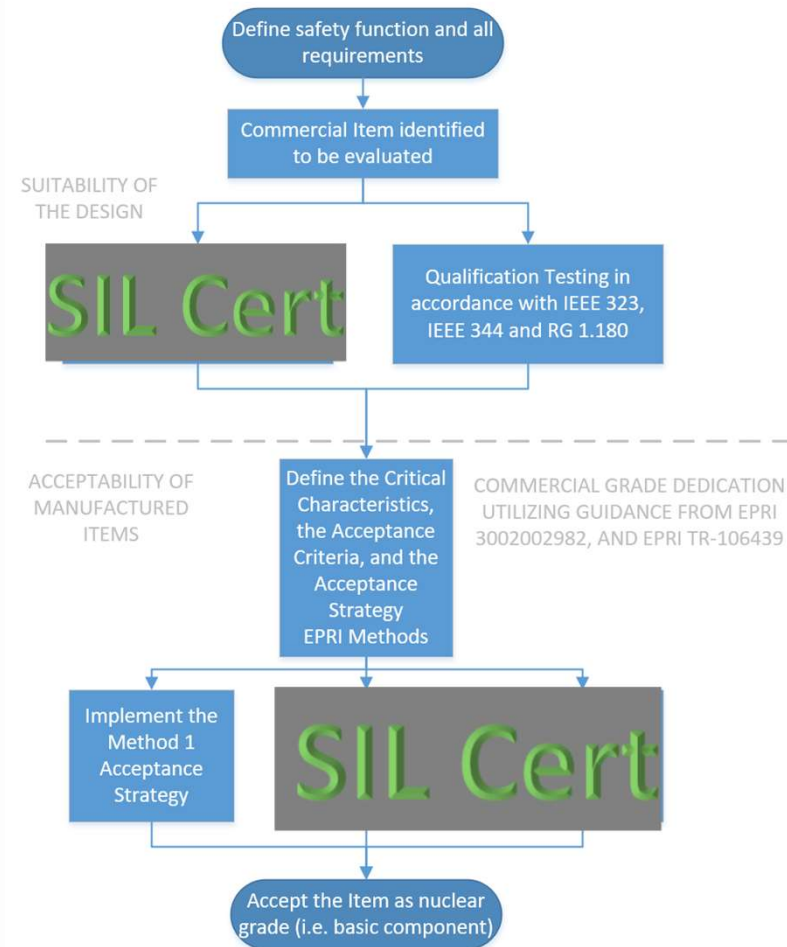 Define safety function and all
requirements
Commercial Item identified
to be evaluated
SUITABILITY OF
THE DESIGN
SIL Cert
Qualification Testing in
accordance with IEEE 323,
IEEE 344 and RG 1.180
ACCEPTABILITY OF
MANUFACTURED
ITEMS
Define the Critical
Characteristics,
the Acceptance
Criteria, and the
Acceptance
Strategy
EPRI Methods
COMMERCIAL GRADE DEDICATION
UTILIZING GUIDANCE FROM EPRI
3002002982, AND EPRI TR-106439
Implement the
Method 1
Acceptance
Strategy
SIL Cert
Accept the Item as nuclear
grade (i.e. basic component)